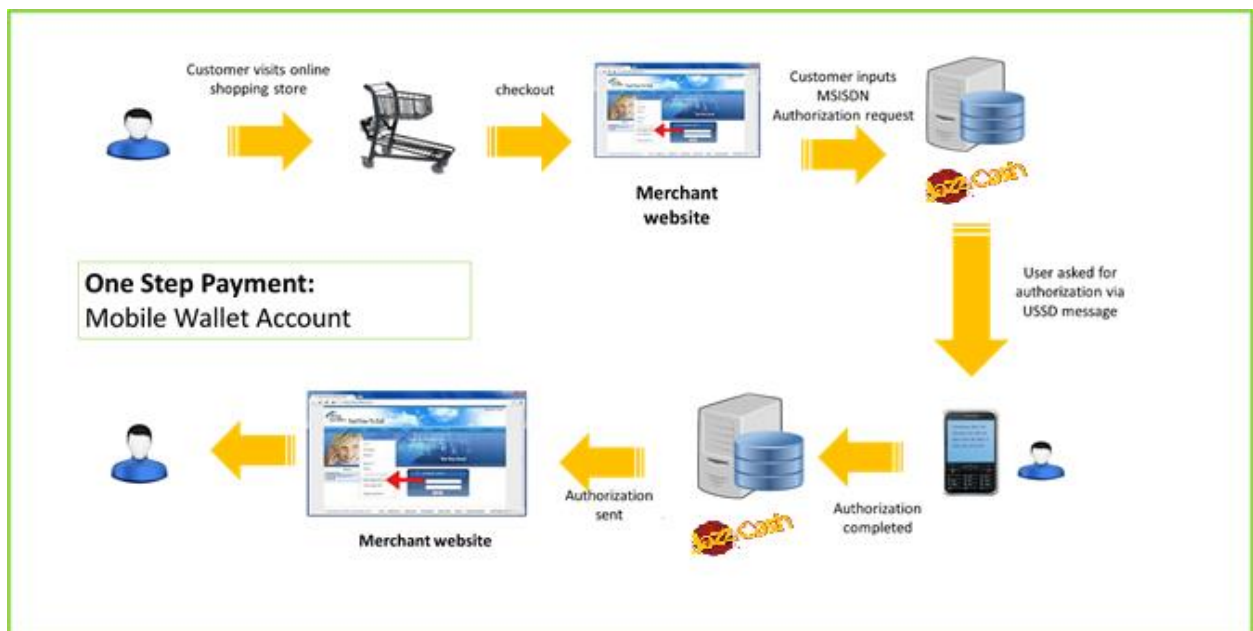 Customer visits online
shopping store
checkout
Customer inputs
MSISDN
Authorization request
Merchant
website
JazzCash
User asked for
authorization via
USSD message
One Step Payment:
Mobile Wallet Account
Authorization
completed
JazzCash
Authorization
sent
Merchant website